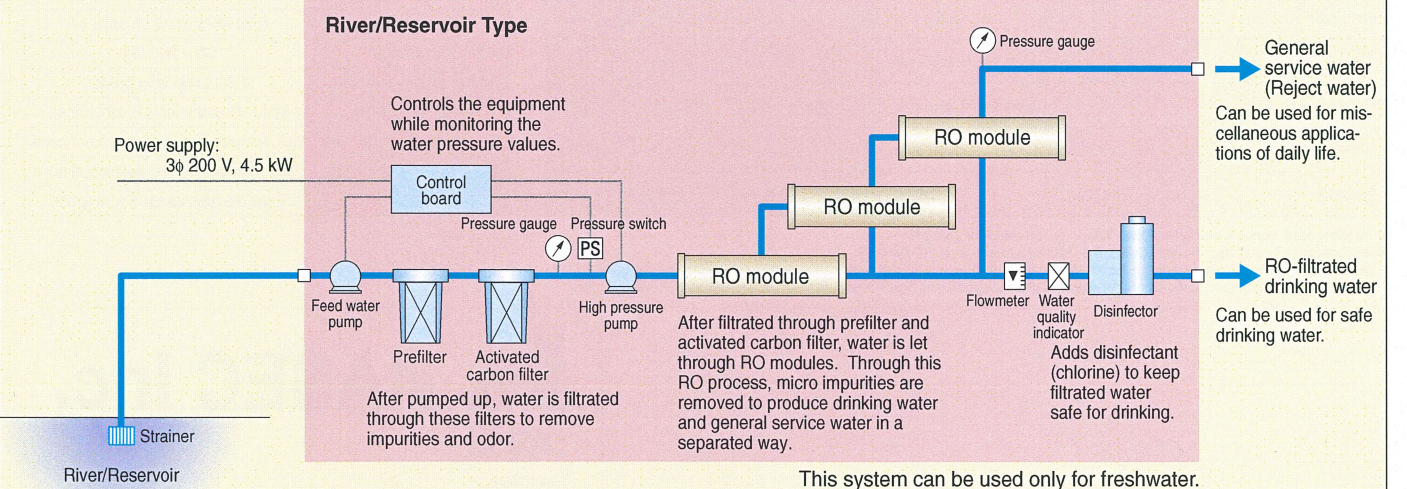 River/Reservoir Type
Pressure gauge
General
service water
(Reject water)
Can be used for mis-
cellaneous applica-
tions of daily life.
Controls the equipment
while monitoring the
water pressure values.
Power supply:
3ϕ 200 V, 4.5 kW
Control
board
RO module
RO module
RO module
Pressure gauge
Pressure switch
PS
Feed water
pump
Prefilter
Activated
carbon filter
High pressure
pump
Flowmeter
Water
quality
indicator
Disinfector
RO-filtrated
drinking water
Can be used for safe
drinking water.
After pumped up, water is filtrated
through these filters to remove
impurities and odor.
After filtrated through prefilter and
activated carbon filter, water is let
through RO modules. Through this
RO process, micro impurities are
removed to produce drinking water
and general service water in a
separated way.
Adds disinfectant
(chlorine) to keep
filtrated water
safe for drinking.
Strainer
River/Reservoir
This system can be used only for freshwater.